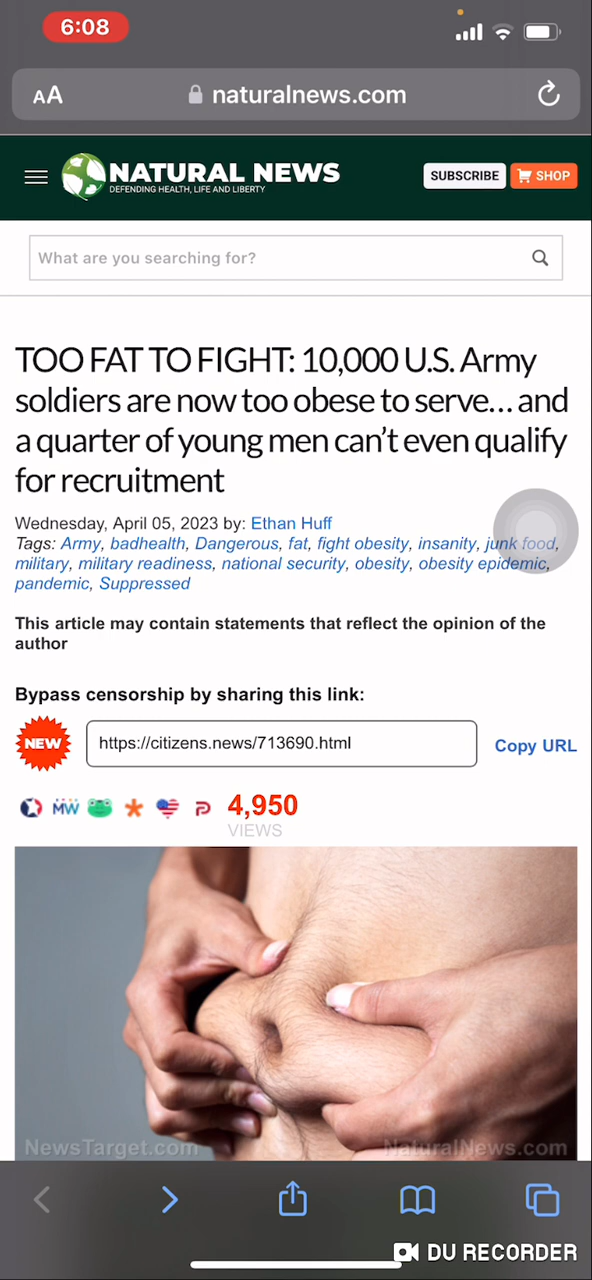 6:08
AA naturalnews.com
NATURAL NEWS
DEFENDING HEALTH, LIFE AND LIBERTY
SUBSCRIBE
SHOP
What are you searching for?
TOO FAT TO FIGHT: 10,000 U.S. Army
soldiers are now too obese to serve… and
a quarter of young men can’t even qualify
for recruitment
Wednesday, April 05, 2023 by: Ethan Huff
Tags: Army, badhealth, Dangerous, fat, fight obesity, insanity, junk food,
military, military readiness, national security, obesity, obesity epidemic,
pandemic, Suppressed
This article may contain statements that reflect the opinion of the
author
Bypass censorship by sharing this link:
NEW
https://citizens.news/713690.html
Copy URL
MW
4,950
VIEWS
NewsTarget.com
NaturalNews.com
DU RECORDER